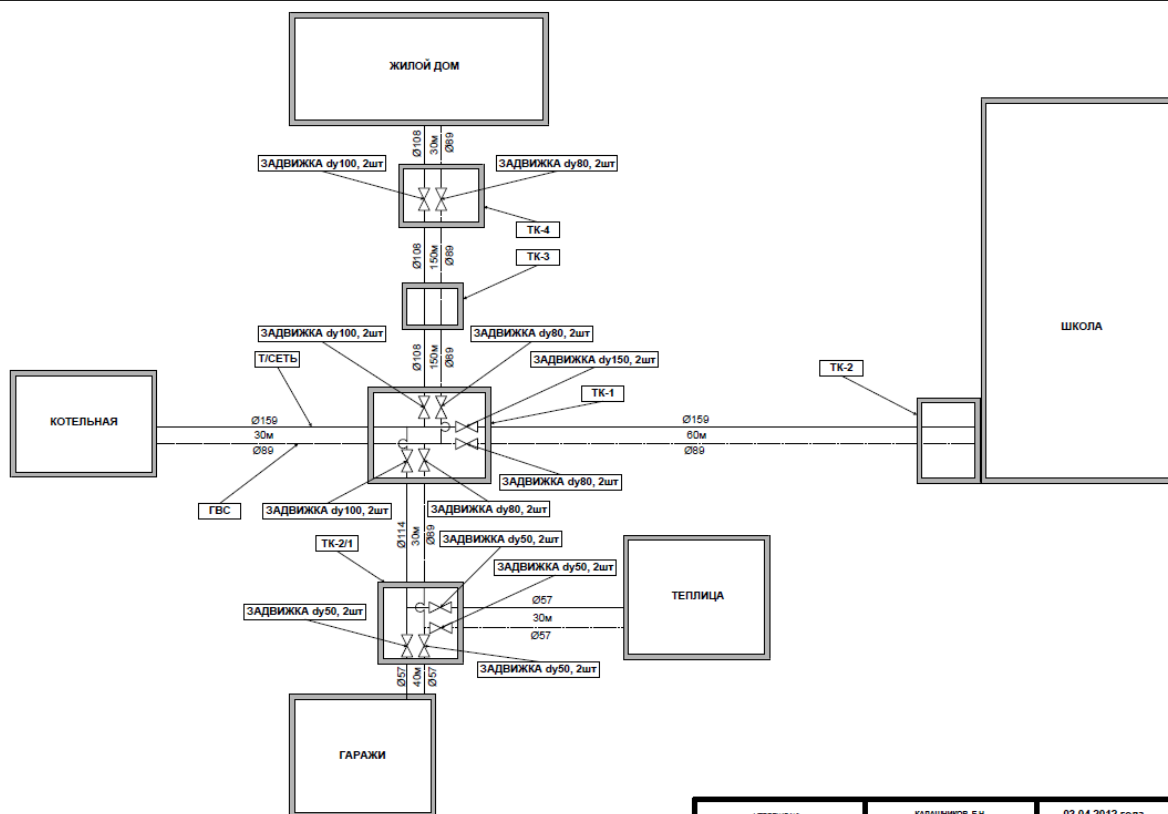 ЖИЛОЙ ДОМ
Ø108
30м
Ø89
ЗАДВИЖКА dy100, 2шт
ЗАДВИЖКА dy80, 2шт
ТК-4
Ø108
150м
Ø89
ТК-3
ШКОЛА
ЗАДВИЖКА dy100, 2шт
ЗАДВИЖКА dy80, 2шт
Ø108
150м
Ø89
Т/СЕТЬ
ЗАДВИЖКА dy150, 2шт
ТК-2
ТК-1
КОТЕЛЬНАЯ
Ø159
30м
Ø89
Ø159
60м
Ø89
ЗАДВИЖКА dy80, 2шт
ГВС
ЗАДВИЖКА dy100, 2шт
ЗАДВИЖКА dy80, 2шт
Ø114
30м
Ø89
ТК-2/1
ЗАДВИЖКА dy50, 2шт
ЗАДВИЖКА dy50, 2шт
ТЕПЛИЦА
Ø57
30м
Ø57
ЗАДВИЖКА dy50, 2шт
ЗАДВИЖКА dy50, 2шт
Ø57
40м
Ø57
ГАРАЖИ
КАЛАШНИКОВ
03.04.2012 года